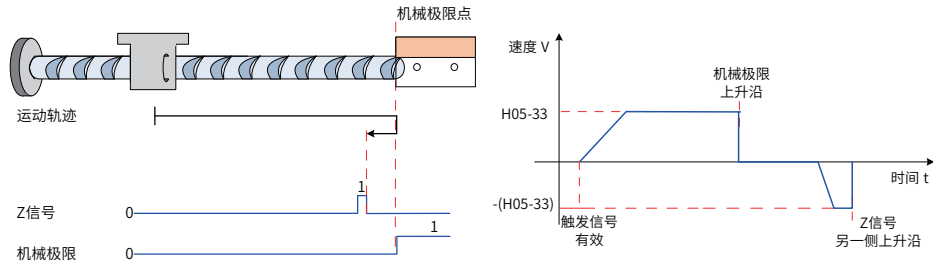 机械极限点
运动轨迹
1
Z信号
0
1
机械极限
0
速度 V
机械极限
上升沿
H05-33
时间 t
-(H05-33)
触发信号
有效
Z信号
另一侧上升沿